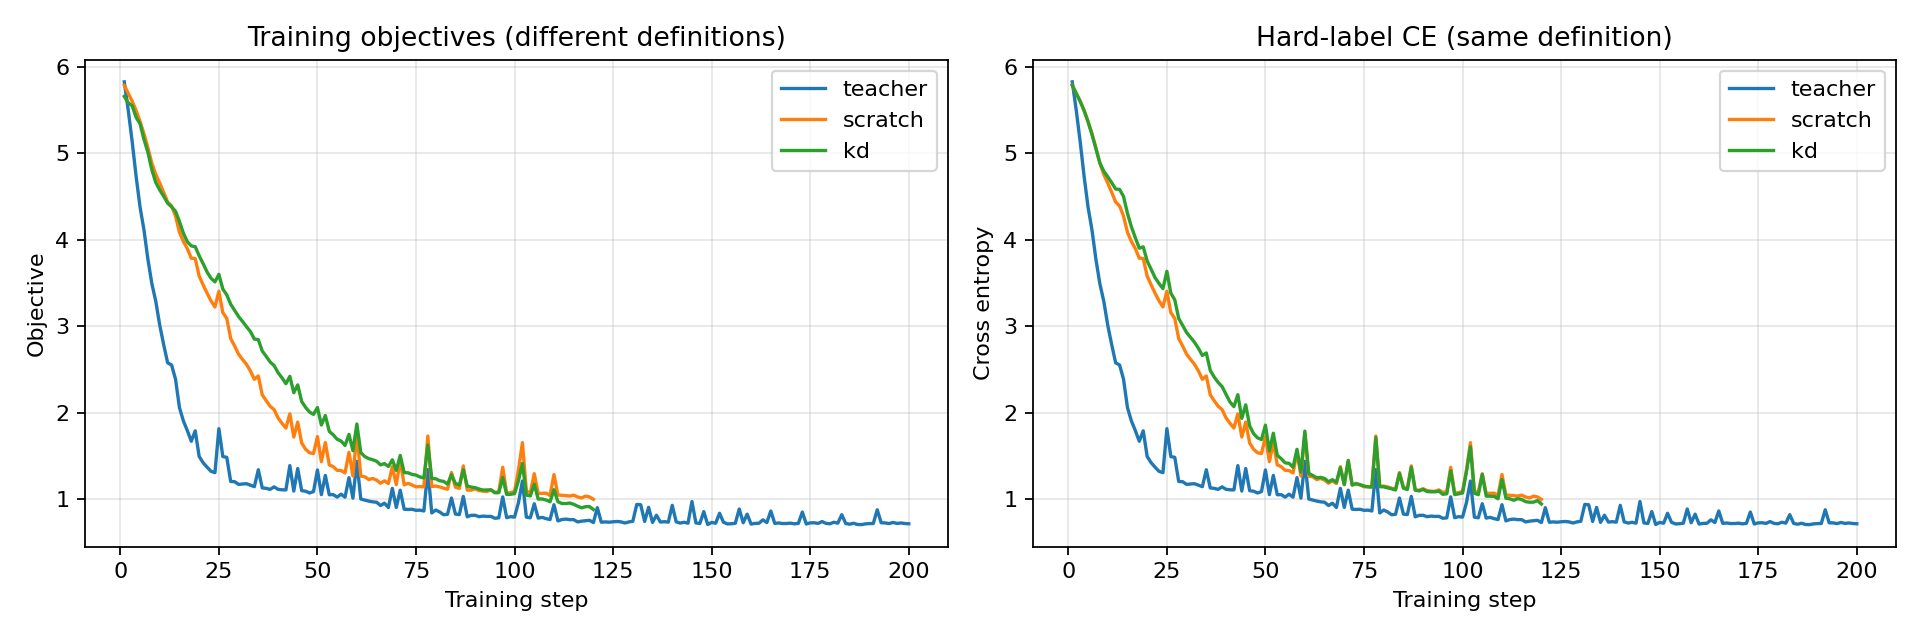 Training objectives (different definitions)
6
5
4
3
2
1
Objective
0
25
50
75
100
125
150
175
200
Training step
teacher
scratch
kd
Hard-label CE (same definition)
6
5
4
3
2
1
Cross entropy
0
25
50
75
100
125
150
175
200
Training step
teacher
scratch
kd